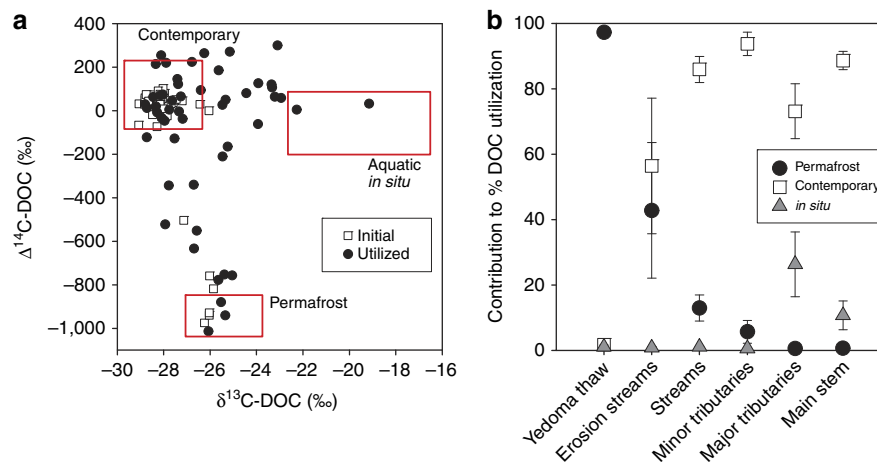 a
Contemporary
Aquatic
in situ
Initial
Utilized
Permafrost
400
200
0
−200
−400
−600
−800
−1,000
Δ¹⁴C-DOC (‰)
−30 −28 −26 −24 −22 −20 −18 −16
δ¹³C-DOC (‰)
b
100
80
60
40
20
0
Contribution to % DOC utilization
Permafrost
Contemporary
in situ
Yedoma thaw
Erosion streams
Streams
Minor tributaries
Major tributaries
Main stem